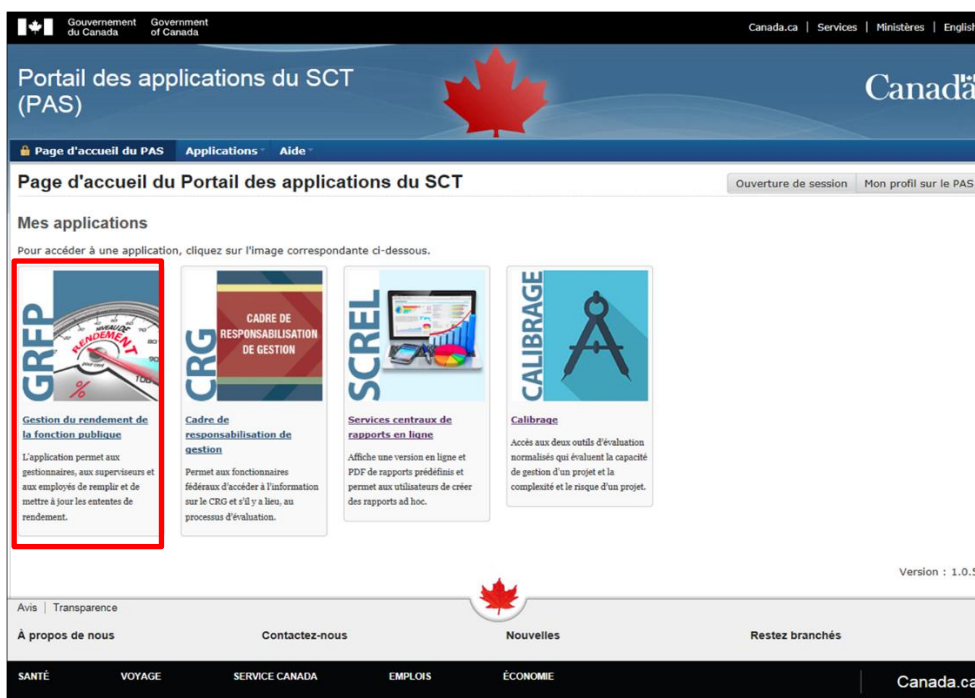 Gouvernement Government
du Canada of Canada
Canada.ca | Services | Ministères | English
Portail des applications du SCT
(PAS)
Canada
Page d'accueil du PAS Applications Aide
Page d'accueil du Portail des applications du SCT
Ouverture de session Mon profil sur le PAS
Mes applications
Pour accéder à une application, cliquez sur l'image correspondante ci-dessous.
GRFP
NIVEAU DE
RENDEMENT
pour cent
%
90
100
Gestion du rendement de
la fonction publique
L'application permet aux
gestionnaires, aux superviseurs et
aux employés de remplir et de
mettre à jour les ententes de
rendement.
CRG
CADRE DE
RESPONSABILISATION
DE GESTION
Cadre de
responsabilisation de
gestion
Permet aux fonctionnaires
fédéraux d'accéder à l'information
sur le CRG et s'il y a lieu, au
processus d'évaluation.
SCREL
Services centraux de
rapports en ligne
Affiche une version en ligne et
PDF de rapports prédéfinis et
permet aux utilisateurs de créer
des rapports ad hoc.
CALIBRAGE
Calibrage
Accès aux deux outils d'évaluation
normalisés qui évaluent la capacité
de gestion d'un projet et la
complexité et le risque d'un projet.
Version : 1.0.5
Avis | Transparence
À propos de nous Contactez-nous Nouvelles Restez branchés
SANTÉ VOYAGE SERVICE CANADA EMPLOIS ÉCONOMIE
Canada.ca